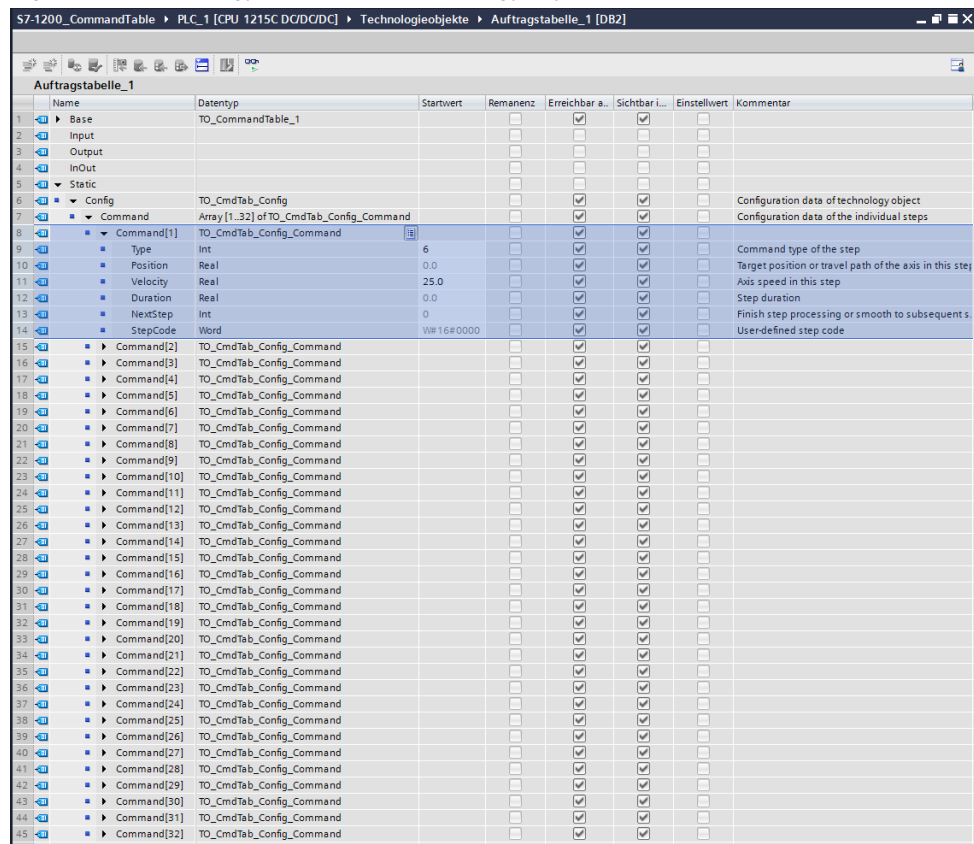 S7-1200_CommandTable ▸ PLC_1 [CPU 1215C DC/DC/DC] ▸ Technologieobjekte ▸ Auftragstabelle_1 [DB2]
Auftragstabelle_1
Name Datentyp Startwert Remanenz Erreichbar a... Sichtbar i... Einstellwert Kommentar
1 Base TO_CommandTable_1
2 Input
3 Output
4 InOut
5 Static
6 Config TO_CmdTab_Config Configuration data of technology object
7 Command Array [1..32] of TO_CmdTab_Config_Command Configuration data of the individual steps
8 Command[1] TO_CmdTab_Config_Command
9 Type Int 6 Command type of the step
10 Position Real 0.0 Target position or travel path of the axis in this step
11 Velocity Real 25.0 Axis speed in this step
12 Duration Real 0.0 Step duration
13 NextStep Int 0 Finish step processing or smooth to subsequent s.
14 StepCode Word W#16#0000 User-defined step code
15 Command[2] TO_CmdTab_Config_Command
16 Command[3] TO_CmdTab_Config_Command
17 Command[4] TO_CmdTab_Config_Command
18 Command[5] TO_CmdTab_Config_Command
19 Command[6] TO_CmdTab_Config_Command
20 Command[7] TO_CmdTab_Config_Command
21 Command[8] TO_CmdTab_Config_Command
22 Command[9] TO_CmdTab_Config_Command
23 Command[10] TO_CmdTab_Config_Command
24 Command[11] TO_CmdTab_Config_Command
25 Command[12] TO_CmdTab_Config_Command
26 Command[13] TO_CmdTab_Config_Command
27 Command[14] TO_CmdTab_Config_Command
28 Command[15] TO_CmdTab_Config_Command
29 Command[16] TO_CmdTab_Config_Command
30 Command[17] TO_CmdTab_Config_Command
31 Command[18] TO_CmdTab_Config_Command
32 Command[19] TO_CmdTab_Config_Command
33 Command[20] TO_CmdTab_Config_Command
34 Command[21] TO_CmdTab_Config_Command
35 Command[22] TO_CmdTab_Config_Command
36 Command[23] TO_CmdTab_Config_Command
37 Command[24] TO_CmdTab_Config_Command
38 Command[25] TO_CmdTab_Config_Command
39 Command[26] TO_CmdTab_Config_Command
40 Command[27] TO_CmdTab_Config_Command
41 Command[28] TO_CmdTab_Config_Command
42 Command[29] TO_CmdTab_Config_Command
43 Command[30] TO_CmdTab_Config_Command
44 Command[31] TO_CmdTab_Config_Command
45 Command[32] TO_CmdTab_Config_Command